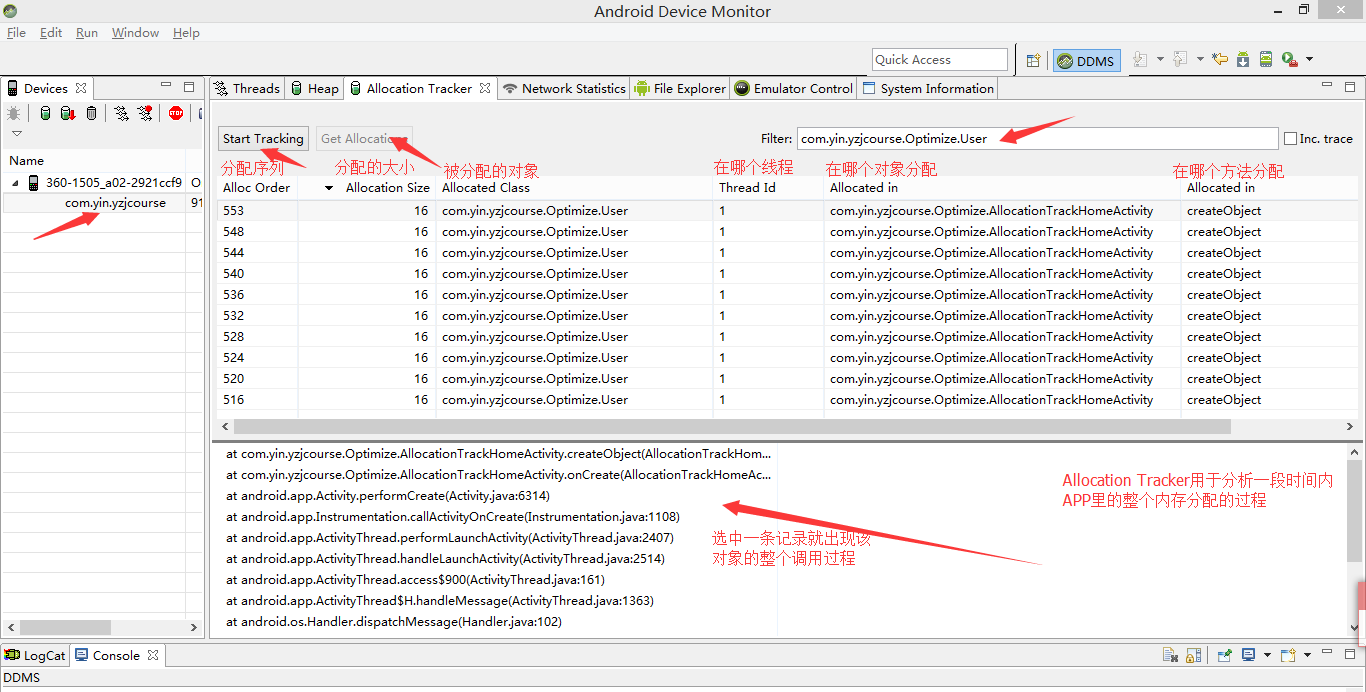 Android Device Monitor
File Edit Run Window Help
Quick Access DDMS
Devices Threads Heap Allocation Tracker Network Statistics File Explorer Emulator Control System Information
STOP
Start Tracking Get Allocation Filter: com.yin.yzjcourse.Optimize.User Inc. trace
Name
分配序列 分配的大小 被分配的对象 在哪个线程 在哪个对象分配 在哪个方法分配
360-1505_a02-2921ccf9 O Alloc Order Allocation Size Allocated Class Thread Id Allocated in Allocated in
com.yin.yzjcourse 91
553 16 com.yin.yzjcourse.Optimize.User 1 com.yin.yzjcourse.Optimize.AllocationTrackHomeActivity createObject
548 16 com.yin.yzjcourse.Optimize.User 1 com.yin.yzjcourse.Optimize.AllocationTrackHomeActivity createObject
544 16 com.yin.yzjcourse.Optimize.User 1 com.yin.yzjcourse.Optimize.AllocationTrackHomeActivity createObject
540 16 com.yin.yzjcourse.Optimize.User 1 com.yin.yzjcourse.Optimize.AllocationTrackHomeActivity createObject
536 16 com.yin.yzjcourse.Optimize.User 1 com.yin.yzjcourse.Optimize.AllocationTrackHomeActivity createObject
532 16 com.yin.yzjcourse.Optimize.User 1 com.yin.yzjcourse.Optimize.AllocationTrackHomeActivity createObject
528 16 com.yin.yzjcourse.Optimize.User 1 com.yin.yzjcourse.Optimize.AllocationTrackHomeActivity createObject
524 16 com.yin.yzjcourse.Optimize.User 1 com.yin.yzjcourse.Optimize.AllocationTrackHomeActivity createObject
520 16 com.yin.yzjcourse.Optimize.User 1 com.yin.yzjcourse.Optimize.AllocationTrackHomeActivity createObject
516 16 com.yin.yzjcourse.Optimize.User 1 com.yin.yzjcourse.Optimize.AllocationTrackHomeActivity createObject
at com.yin.yzjcourse.Optimize.AllocationTrackHomeActivity.createObject(AllocationTrackHom...
at com.yin.yzjcourse.Optimize.AllocationTrackHomeActivity.onCreate(AllocationTrackHomeAc...
at android.app.Activity.performCreate(Activity.java:6314)
at android.app.Instrumentation.callActivityOnCreate(Instrumentation.java:1108)
at android.app.ActivityThread.performLaunchActivity(ActivityThread.java:2407)
at android.app.ActivityThread.handleLaunchActivity(ActivityThread.java:2514)
at android.app.ActivityThread.access$900(ActivityThread.java:161)
at android.app.ActivityThread$H.handleMessage(ActivityThread.java:1363)
at android.os.Handler.dispatchMessage(Handler.java:102)
Allocation Tracker用于分析一段时间内
APP里的整个内存分配的过程
选中一条记录就出现该
对象的整个调用过程
LogCat Console
DDMS